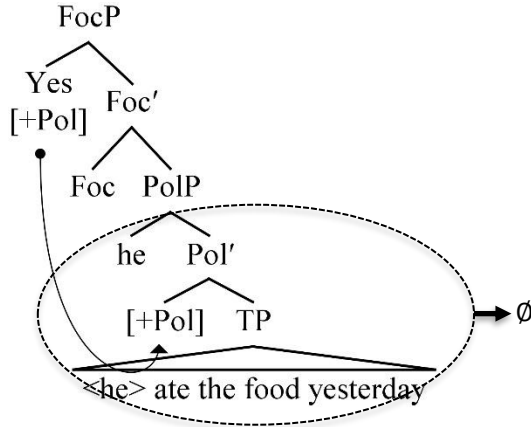 FocP
Yes Foc′
[+Pol]
Foc PolP
he Pol′
[+Pol] TP
∅
<he> ate the food yesterday